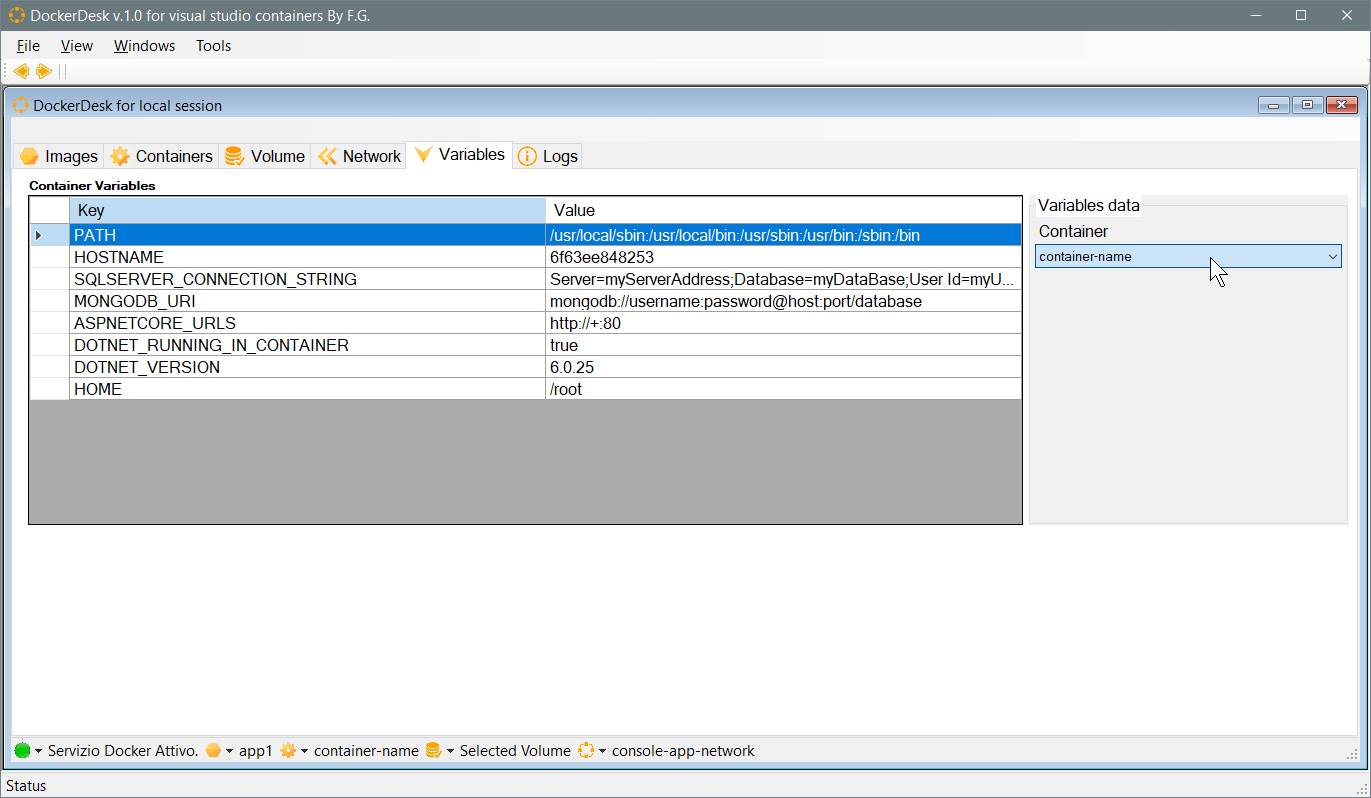 DockerDesk v.1.0 for visual studio containers By F.G.
File View Windows Tools
DockerDesk for local session
Images Containers Volume Network Variables Logs
Container Variables
Key Value
PATH /usr/local/sbin:/usr/local/bin:/usr/sbin:/usr/bin:/sbin:/bin
HOSTNAME 6f63ee848253
SQLSERVER_CONNECTION_STRING Server=myServerAddress;Database=myDataBase;User Id=myU...
MONGODB_URI mongodb://username:password@host:port/database
ASPNETCORE_URLS http://+:80
DOTNET_RUNNING_IN_CONTAINER true
DOTNET_VERSION 6.0.25
HOME /root
Variables data
Container
container-name
Servizio Docker Attivo. app1 container-name Selected Volume console-app-network
Status